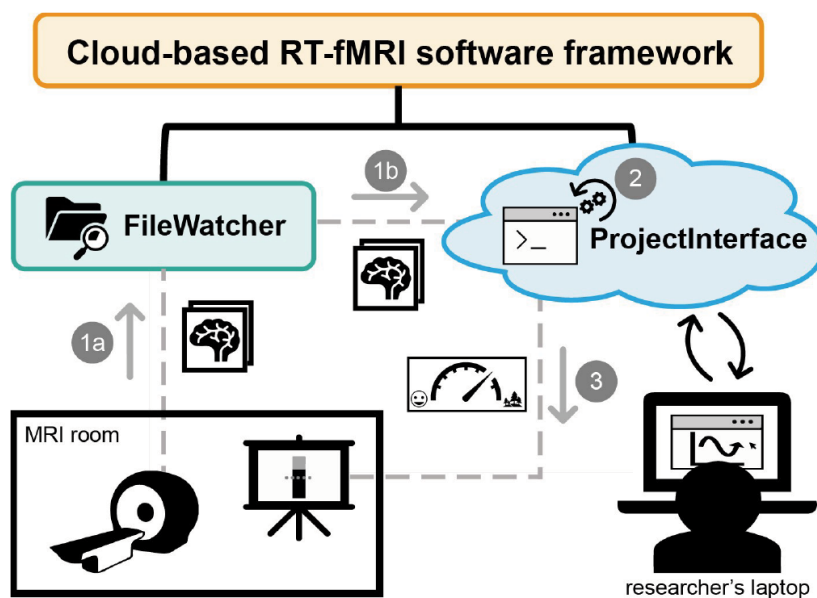 Cloud-based RT-fMRI software framework
1b
2
FileWatcher
>_
ProjectInterface
1a
3
MRI room
researcher's laptop